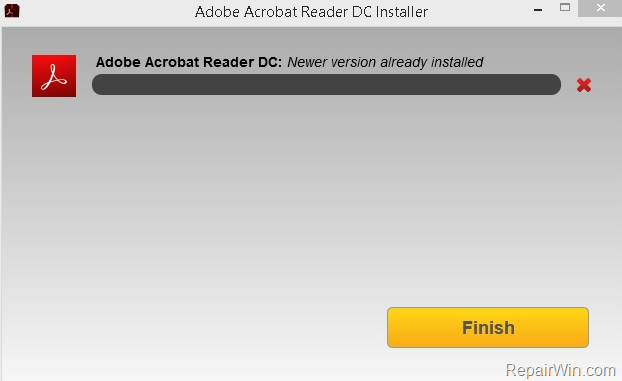 Adobe Acrobat Reader DC Installer
Adobe Acrobat Reader DC: Newer version already installed
Finish
RepairWin.com